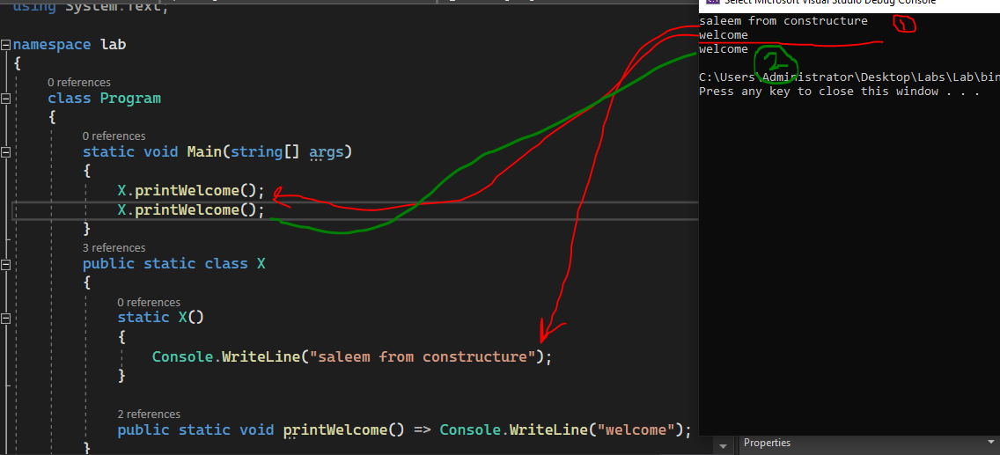 using System.Text;
Select Microsoft Visual Studio Debug Console
saleem from constructure
1
welcome
welcome
2
C:\Users\Administrator\Desktop\Labs\Lab\bin
Press any key to close this window . . .
namespace lab
{
0 references
class Program
{
0 references
static void Main(string[] args)
{
X.printWelcome();
X.printWelcome();
}
3 references
public static class X
{
0 references
static X()
{
Console.WriteLine("saleem from constructure");
}
2 references
public static void printWelcome() => Console.WriteLine("welcome");
}
Properties